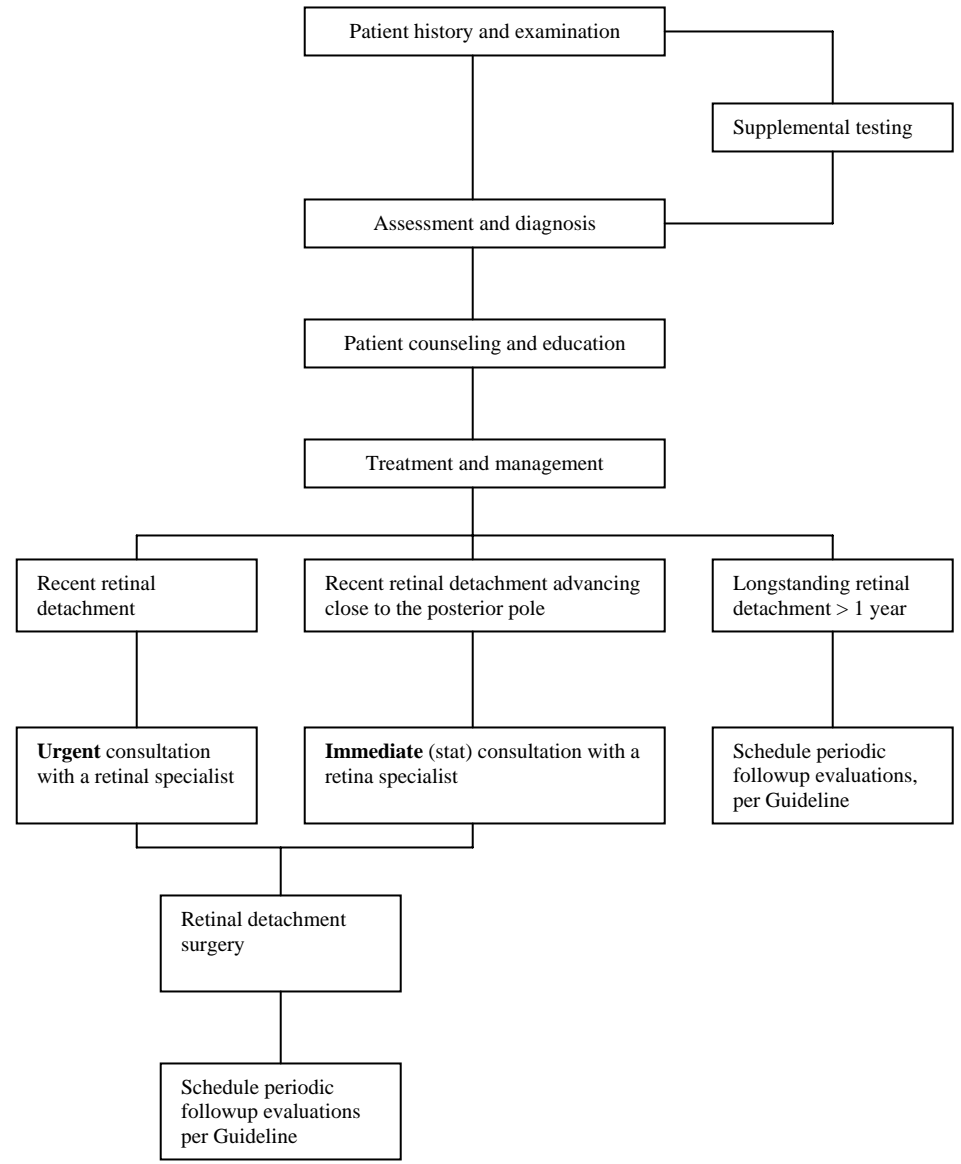 Patient history and examination
Supplemental testing
Assessment and diagnosis
Patient counseling and education
Treatment and management
Recent retinal
detachment
Recent retinal detachment advancing
close to the posterior pole
Longstanding retinal
detachment > 1 year
Urgent consultation
with a retinal specialist
Immediate (stat) consultation with a
retina specialist
Schedule periodic
followup evaluations,
per Guideline
Retinal detachment
surgery
Schedule periodic
followup evaluations
per Guideline